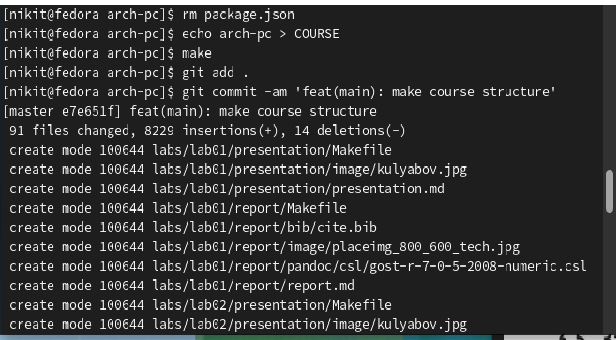 [nikit@fedora arch-pc]$ rm package.json
[nikit@fedora arch-pc]$ echo arch-pc > COURSE
[nikit@fedora arch-pc]$ make
[nikit@fedora arch-pc]$ git add .
[nikit@fedora arch-pc]$ git commit -am 'feat(main): make course structure'
[master e7e651f] feat(main): make course structure
 91 files changed, 8229 insertions(+), 14 deletions(-)
 create mode 100644 labs/lab01/presentation/Makefile
 create mode 100644 labs/lab01/presentation/image/kulyabov.jpg
 create mode 100644 labs/lab01/presentation/presentation.md
 create mode 100644 labs/lab01/report/Makefile
 create mode 100644 labs/lab01/report/bib/cite.bib
 create mode 100644 labs/lab01/report/image/placeimg_800_600_tech.jpg
 create mode 100644 labs/lab01/report/pandoc/csl/gost-r-7-0-5-2008-numeric.csl
 create mode 100644 labs/lab01/report/report.md
 create mode 100644 labs/lab02/presentation/Makefile
 create mode 100644 labs/lab02/presentation/image/kulyabov.jpg